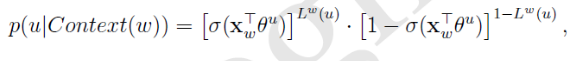 p(u|Context(w)) = [σ(x_w^⊤ θ^u)]^{L^w(u)} · [1 − σ(x_w^⊤ θ^u)]^{1−L^w(u)} ,